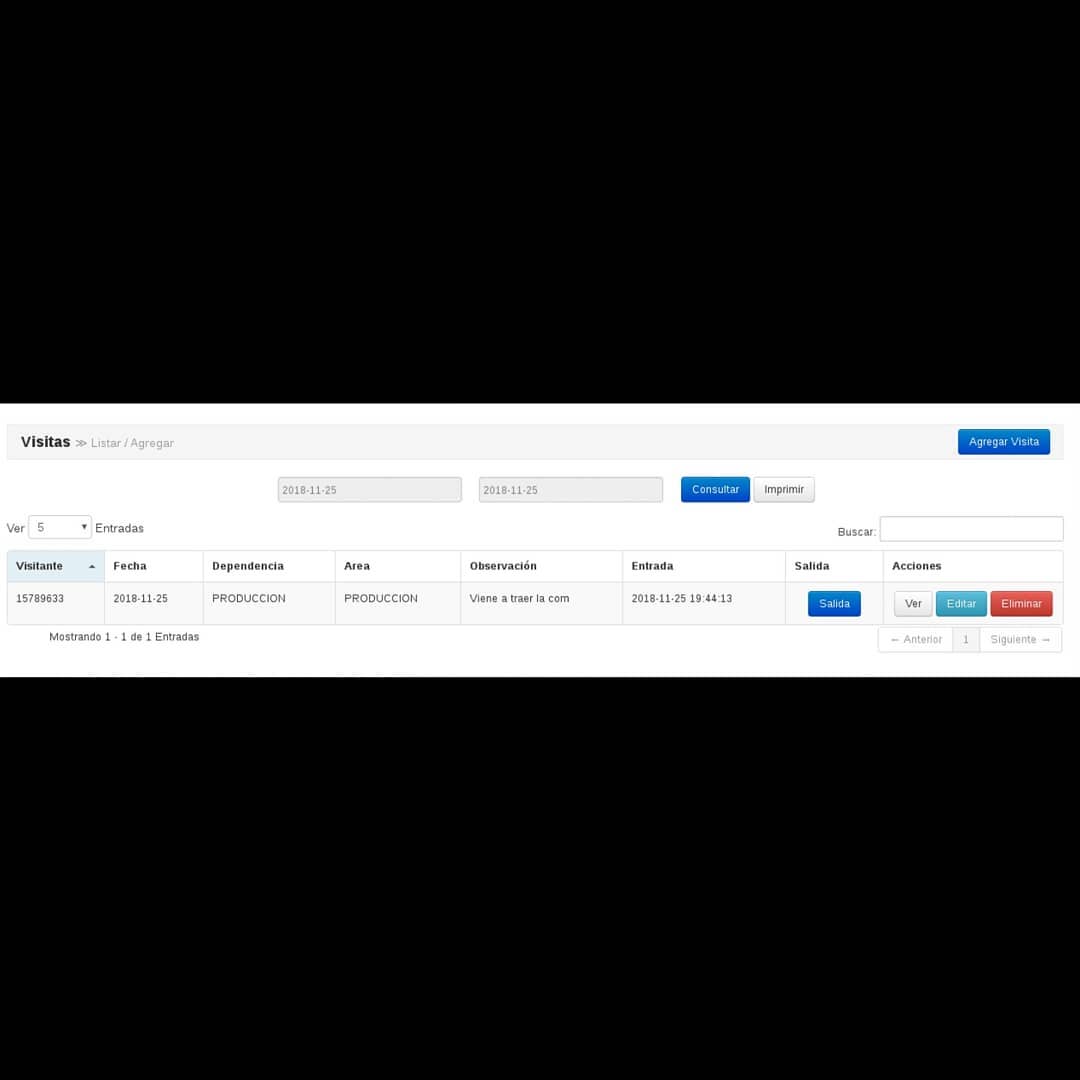 Visitas ≫ Listar / Agregar Agregar Visita
2018-11-25 2018-11-25 Consultar Imprimir
Ver 5 Entradas Buscar:
Visitante Fecha Dependencia Area Observación Entrada Salida Acciones
15789633 2018-11-25 PRODUCCION PRODUCCION Viene a traer la com 2018-11-25 19:44:13 Salida Ver Editar Eliminar
Mostrando 1 - 1 de 1 Entradas ← Anterior 1 Siguiente →